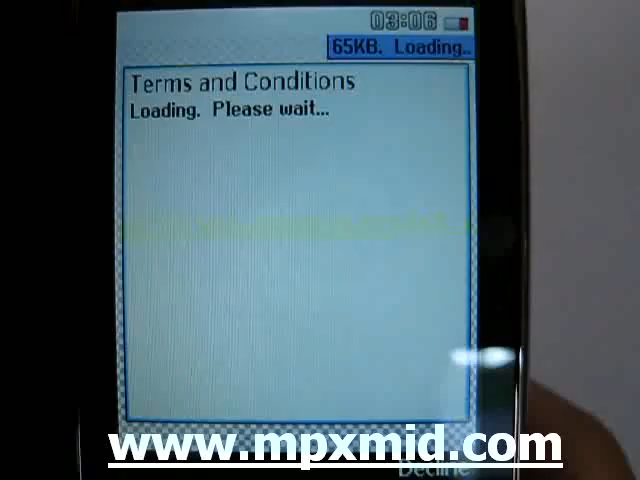 03:06
65KB. Loading..
Terms and Conditions
Loading. Please wait...
www.mpxmid.com
Decline